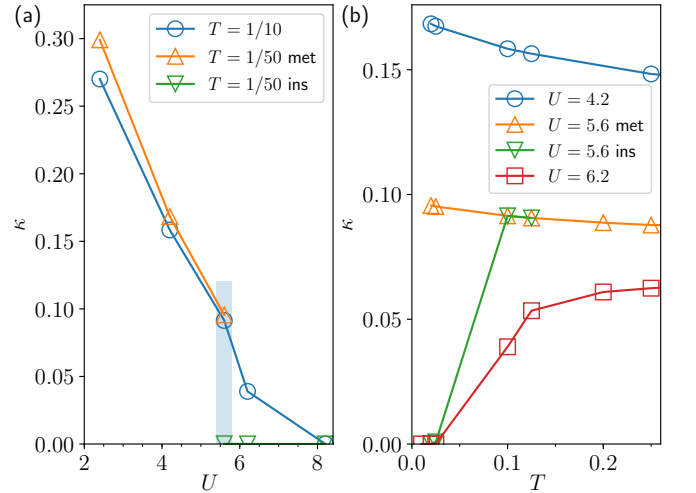 (a)
κ
0.30
0.25
0.20
0.15
0.10
0.05
0.00
T = 1/10
T = 1/50 met
T = 1/50 ins
2
4
6
8
U
(b)
κ
0.15
0.10
0.05
0.00
U = 4.2
U = 5.6 met
U = 5.6 ins
U = 6.2
0.0
0.1
0.2
T